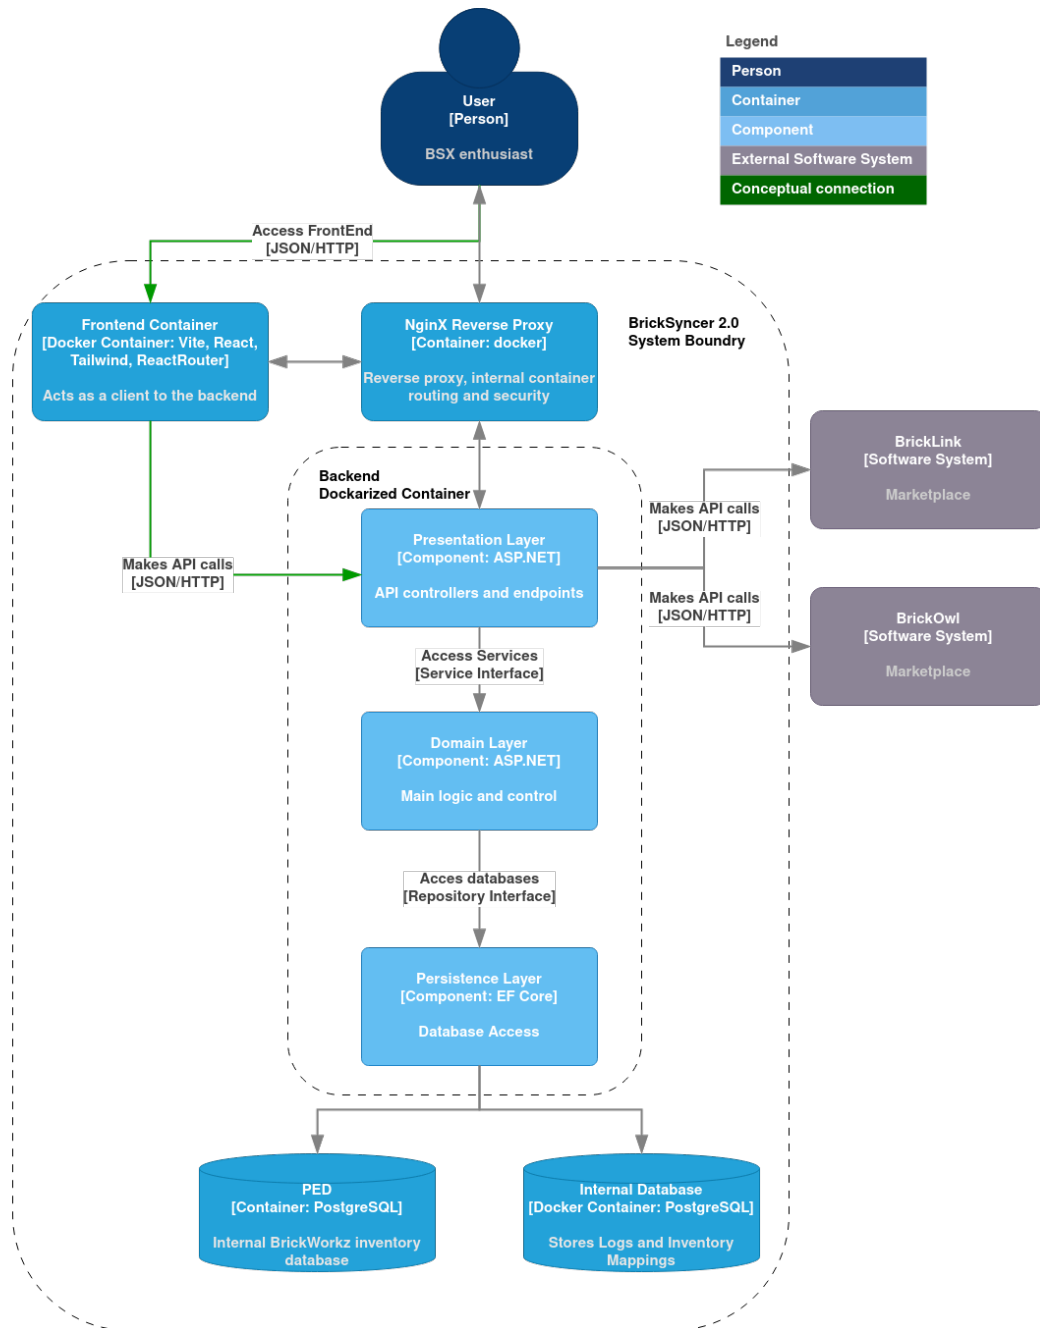 User
[Person]
BSX enthusiast
Legend
Person
Container
Component
External Software System
Conceptual connection
Access FrontEnd
[JSON/HTTP]
Frontend Container
[Docker Container: Vite, React,
Tailwind, ReactRouter]
Acts as a client to the backend
NginX Reverse Proxy
[Container: docker]
Reverse proxy, internal container
routing and security
BrickSyncer 2.0
System Boundry
Backend
Dockarized Container
BrickLink
[Software System]
Marketplace
Makes API calls
[JSON/HTTP]
Presentation Layer
[Component: ASP.NET]
API controllers and endpoints
Makes API calls
[JSON/HTTP]
Makes API calls
[JSON/HTTP]
BrickOwl
[Software System]
Marketplace
Access Services
[Service Interface]
Domain Layer
[Component: ASP.NET]
Main logic and control
Acces databases
[Repository Interface]
Persistence Layer
[Component: EF Core]
Database Access
PED
[Container: PostgreSQL]
Internal BrickWorkz inventory
database
Internal Database
[Docker Container: PostgreSQL]
Stores Logs and Inventory
Mappings